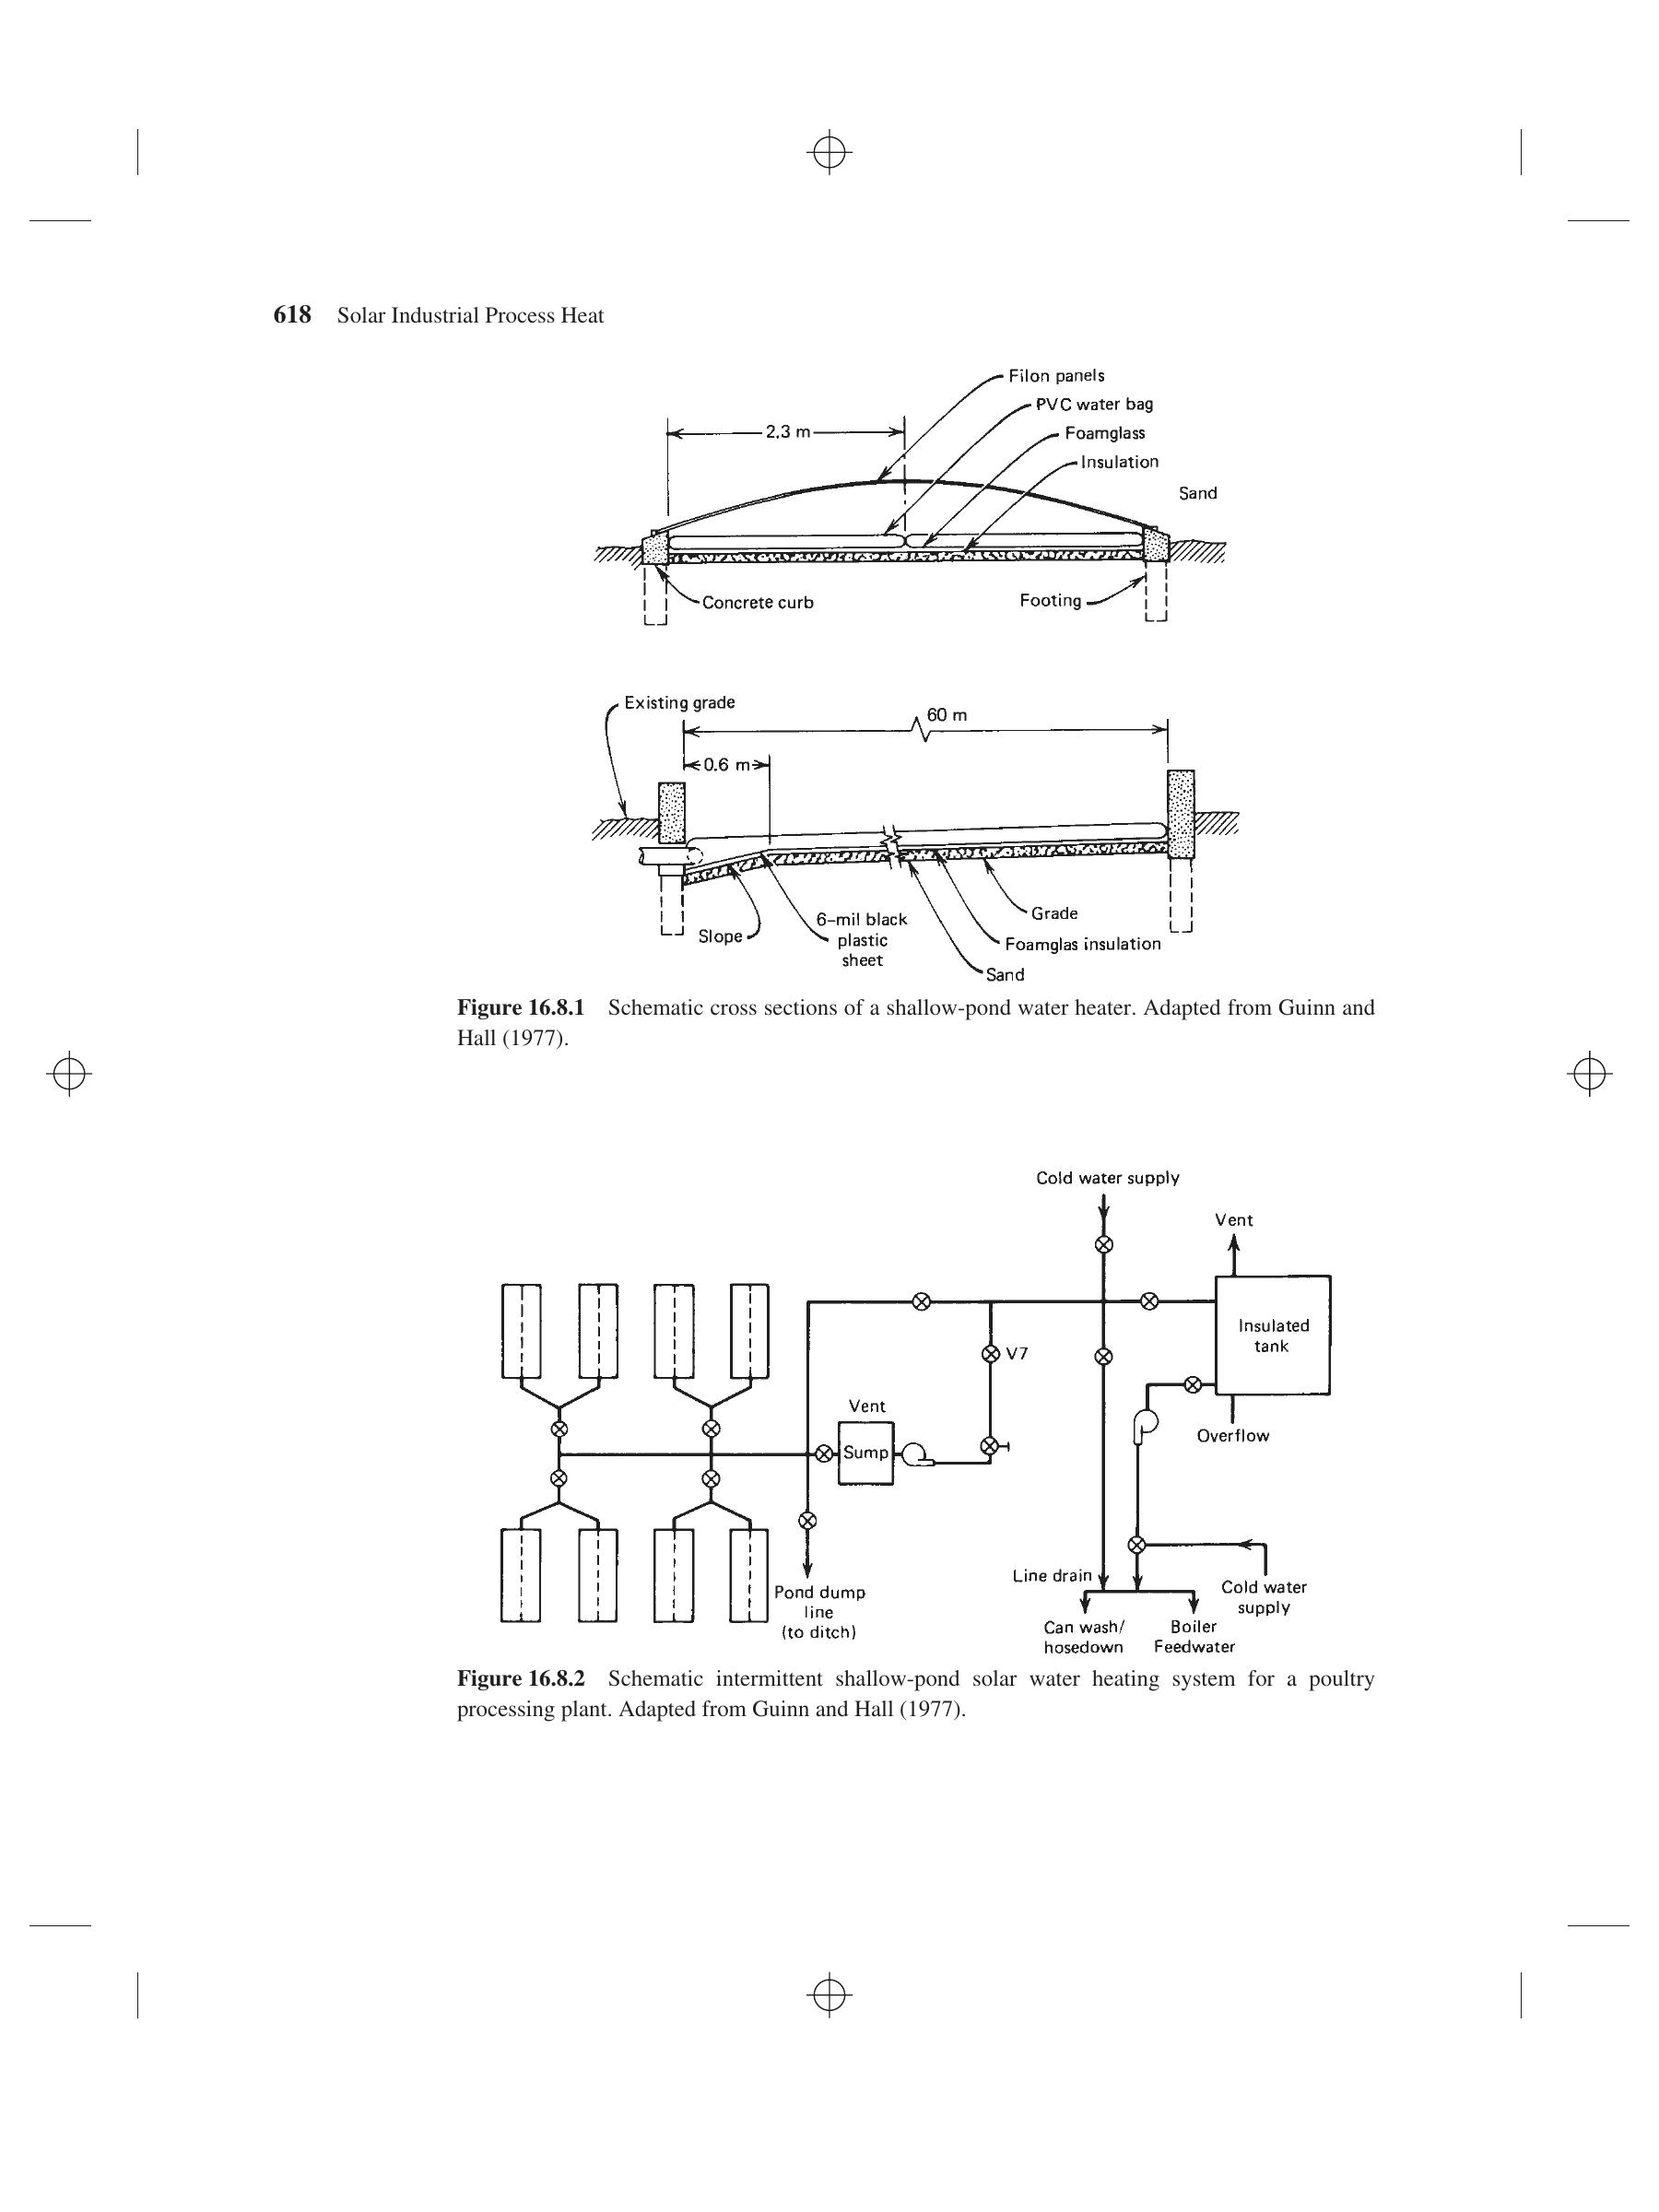 618 Solar Industrial Process Heat
Filon panels
PVC water bag
2.3 m
Foamglass
Insulation
Sand
Concrete curb
Footing
Existing grade
60 m
0.6 m
Grade
6-mil black
plastic
sheet
Slope
Foamglas insulation
Sand
Figure 16.8.1 Schematic cross sections of a shallow-pond water heater. Adapted from Guinn and
Hall (1977).
Cold water supply
Vent
Insulated
tank
V7
Vent
Sump
Overflow
Line drain
Pond dump
line
(to ditch)
Cold water
supply
Can wash/
hosedown
Boiler
Feedwater
Figure 16.8.2 Schematic intermittent shallow-pond solar water heating system for a poultry
processing plant. Adapted from Guinn and Hall (1977).